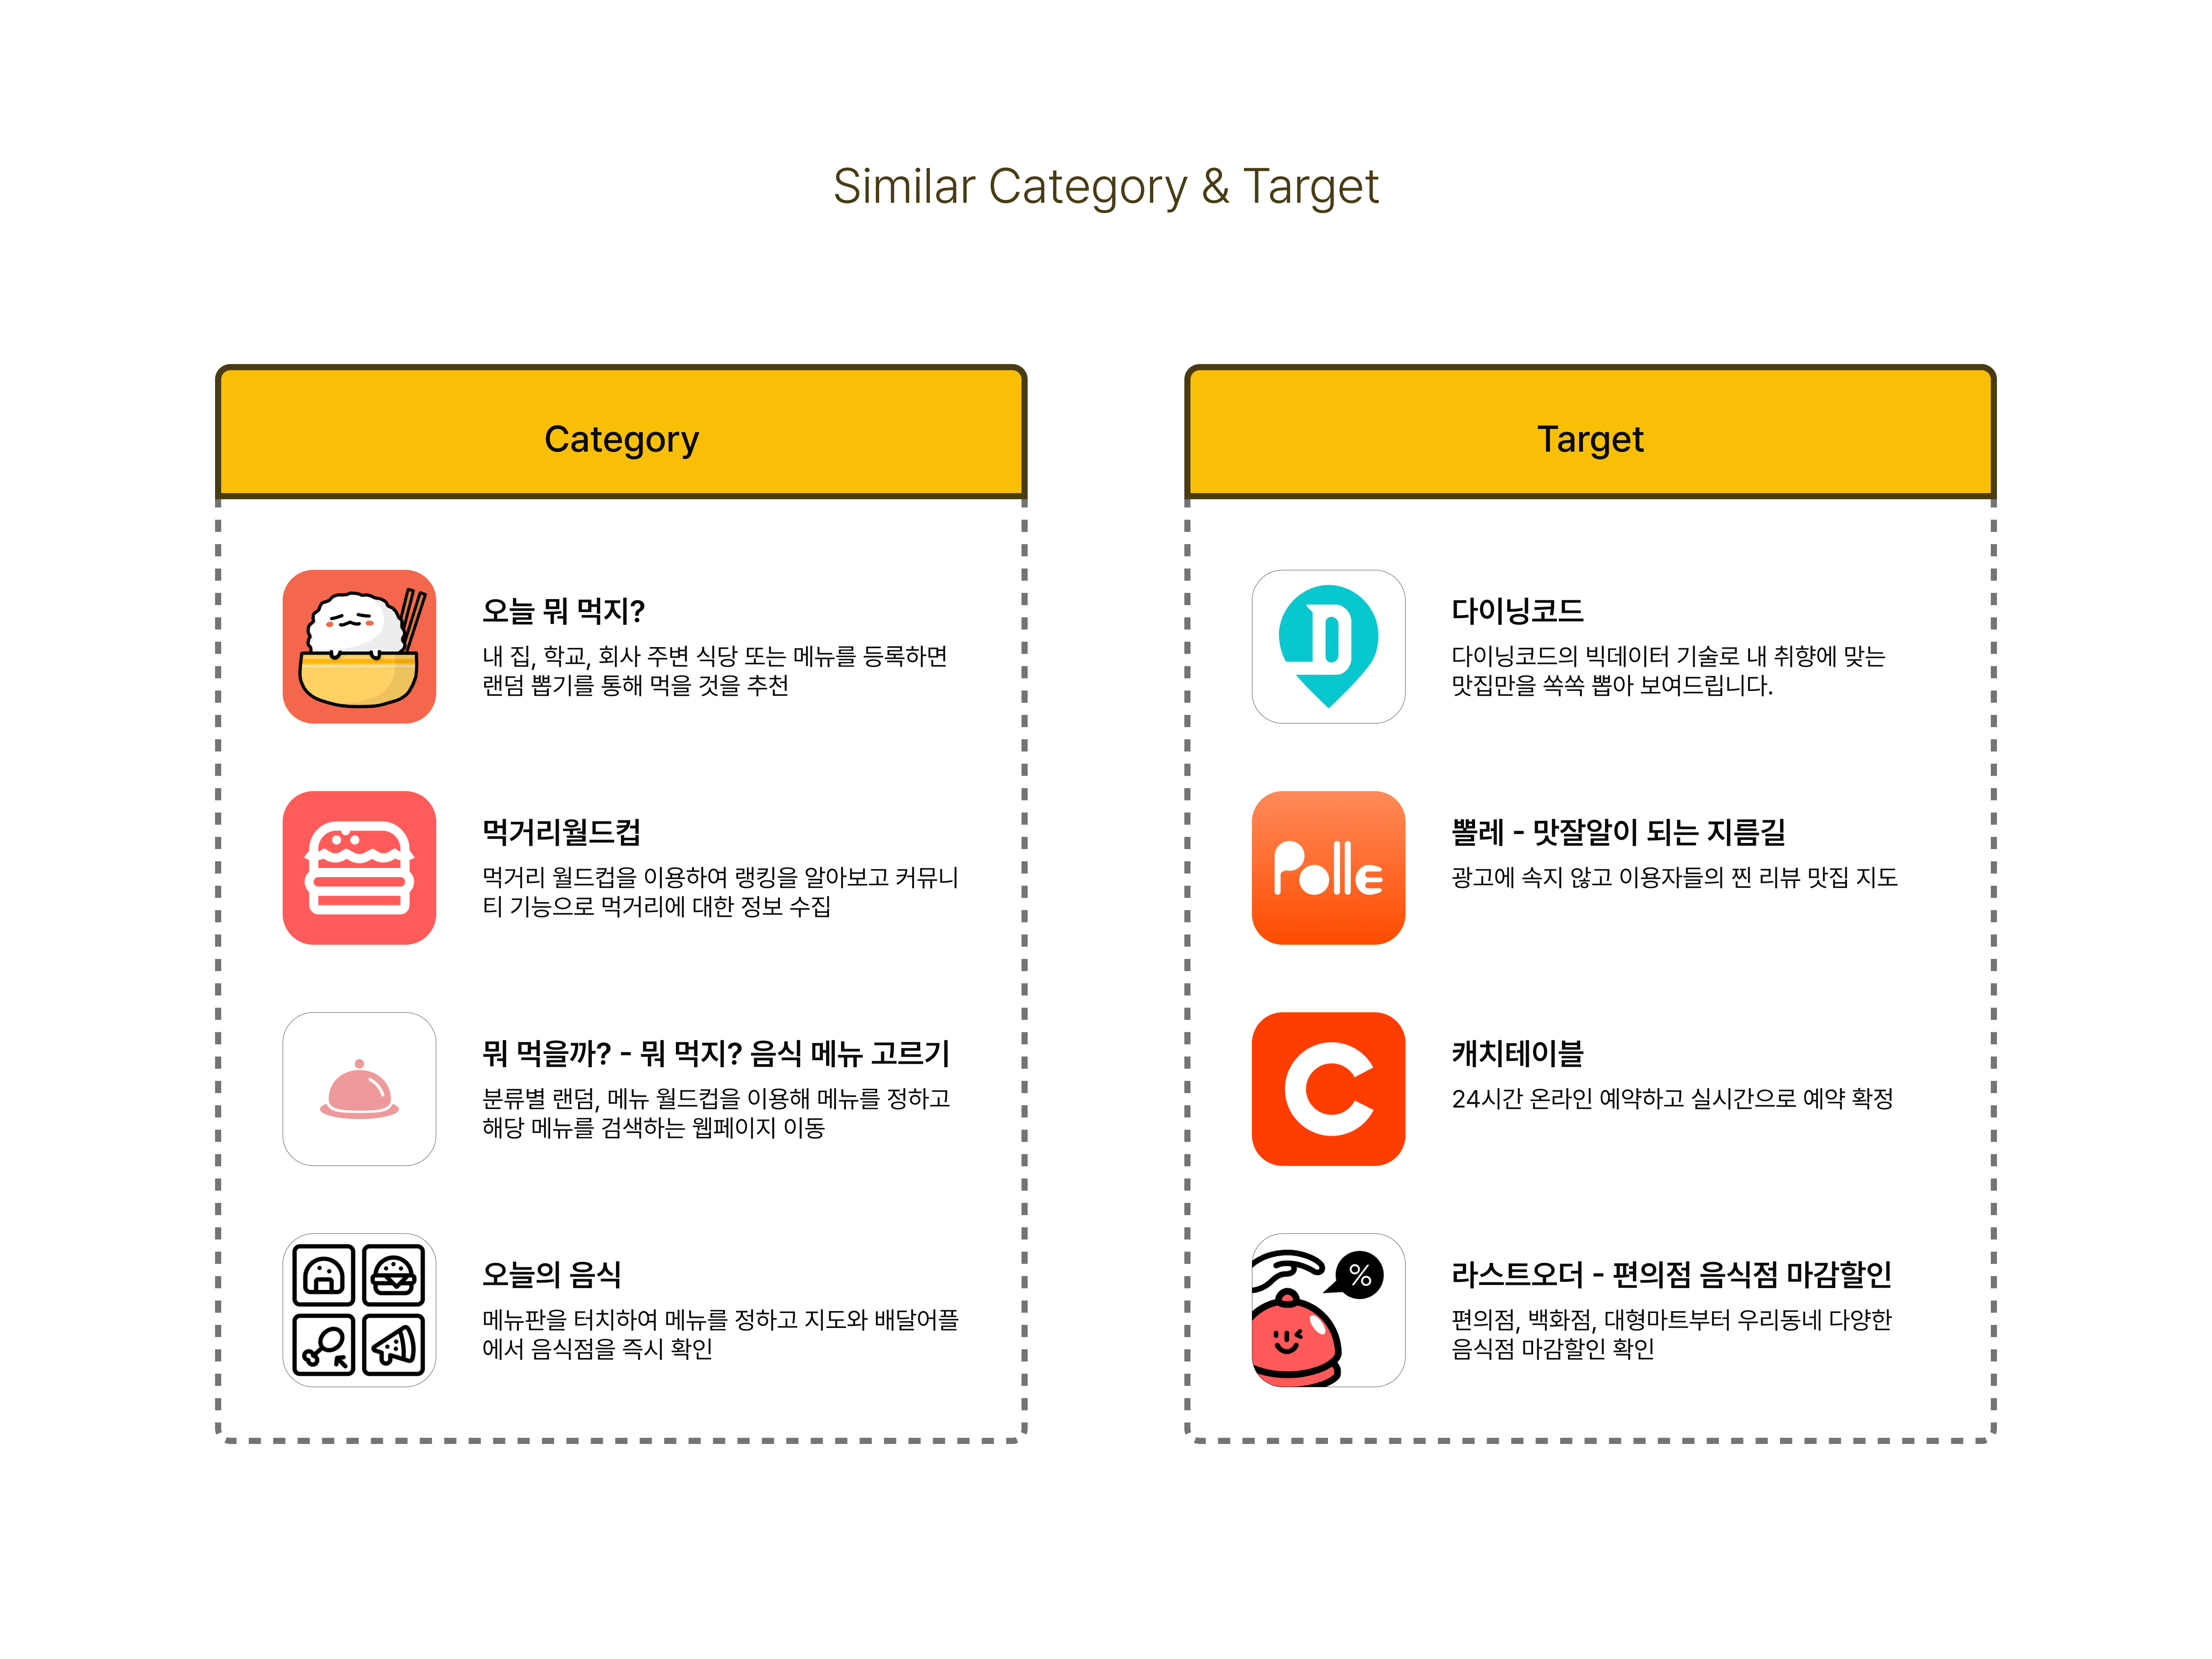 Similar Category & Target
Category
오늘 뭐 먹지?
내 집, 학교, 회사 주변 식당 또는 메뉴를 등록하면
랜덤 뽑기를 통해 먹을 것을 추천
먹거리월드컵
먹거리 월드컵을 이용하여 랭킹을 알아보고 커뮤니
티 기능으로 먹거리에 대한 정보 수집
뭐 먹을까? - 뭐 먹지? 음식 메뉴 고르기
분류별 랜덤, 메뉴 월드컵을 이용해 메뉴를 정하고
해당 메뉴를 검색하는 웹페이지 이동
오늘의 음식
메뉴판을 터치하여 메뉴를 정하고 지도와 배달어플
에서 음식점을 즉시 확인
Target
D
다이닝코드
다이닝코드의 빅데이터 기술로 내 취향에 맞는
맛집만을 쏙쏙 뽑아 보여드립니다.
Polle
뽈레 - 맛잘알이 되는 지름길
광고에 속지 않고 이용자들의 찐 리뷰 맛집 지도
C
캐치테이블
24시간 온라인 예약하고 실시간으로 예약 확정
%
라스트오더 - 편의점 음식점 마감할인
편의점, 백화점, 대형마트부터 우리동네 다양한
음식점 마감할인 확인